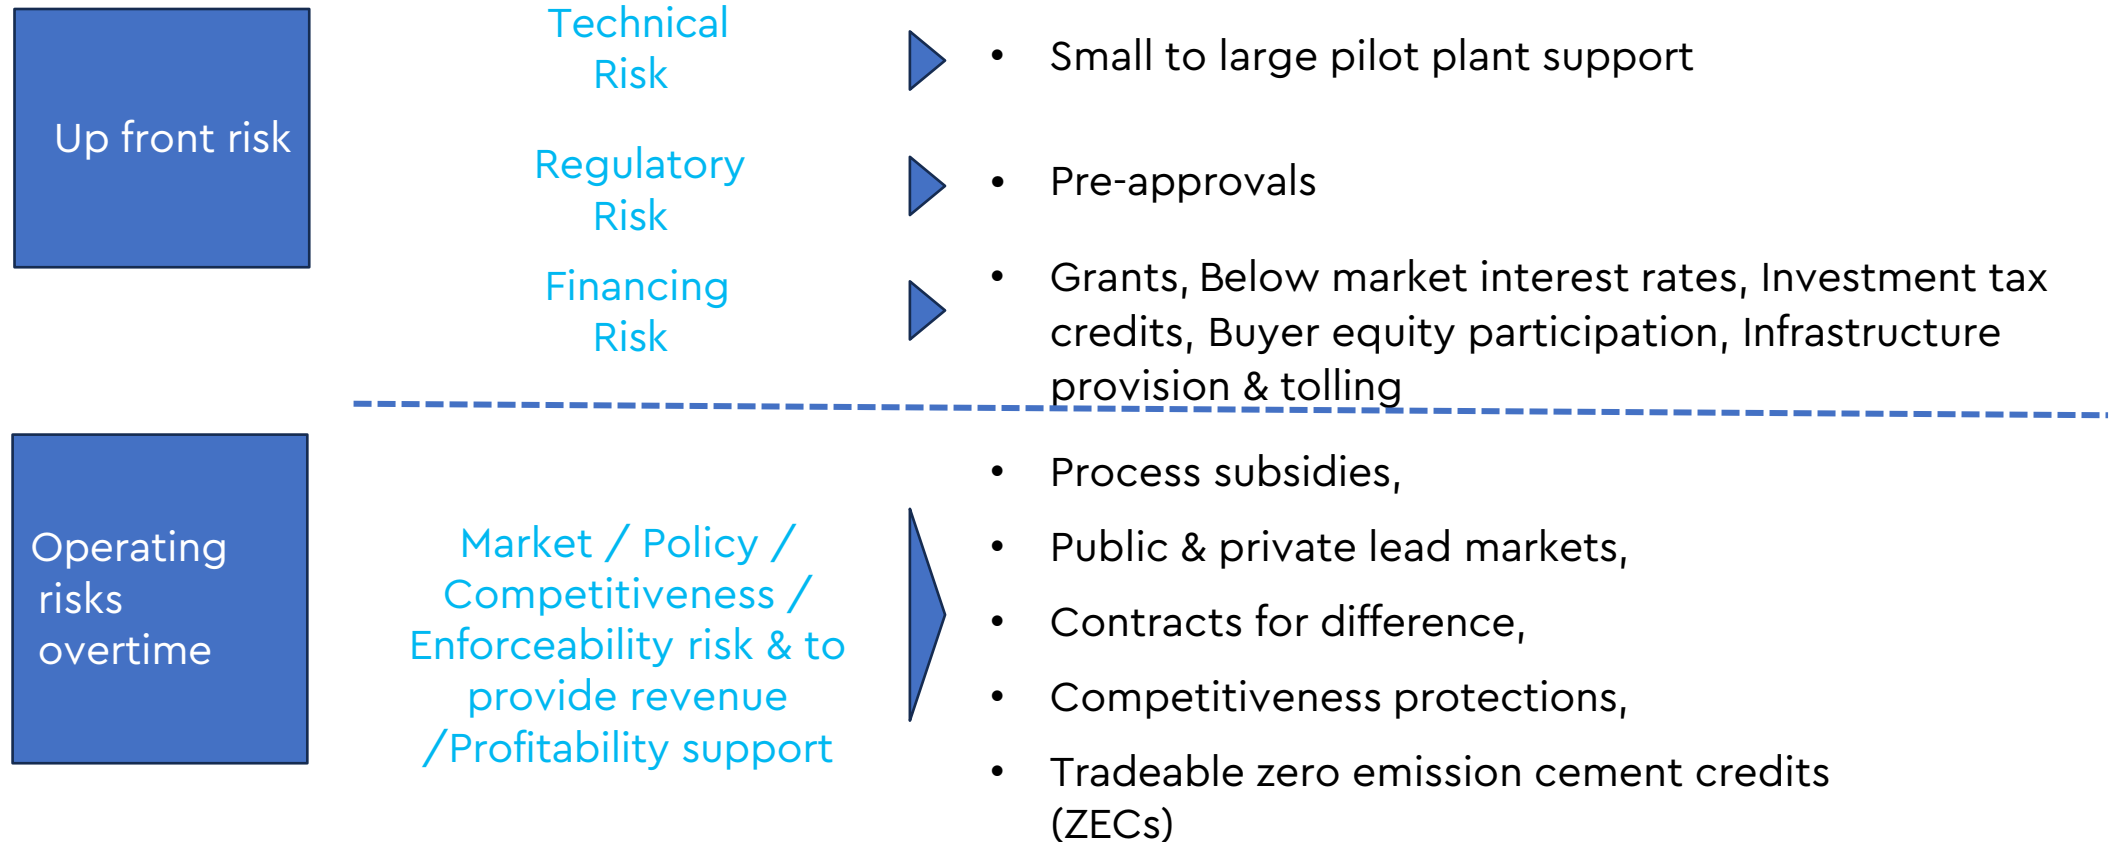 Up front risk
Technical
Risk
• Small to large pilot plant support
Regulatory
Risk
• Pre-approvals
Financing
Risk
• Grants, Below market interest rates, Investment tax
credits, Buyer equity participation, Infrastructure
provision & tolling
Operating
risks
overtime
Market / Policy /
Competitiveness /
Enforceability risk & to
provide revenue
/Profitability support
• Process subsidies,
• Public & private lead markets,
• Contracts for difference,
• Competitiveness protections,
• Tradeable zero emission cement credits
(ZECs)